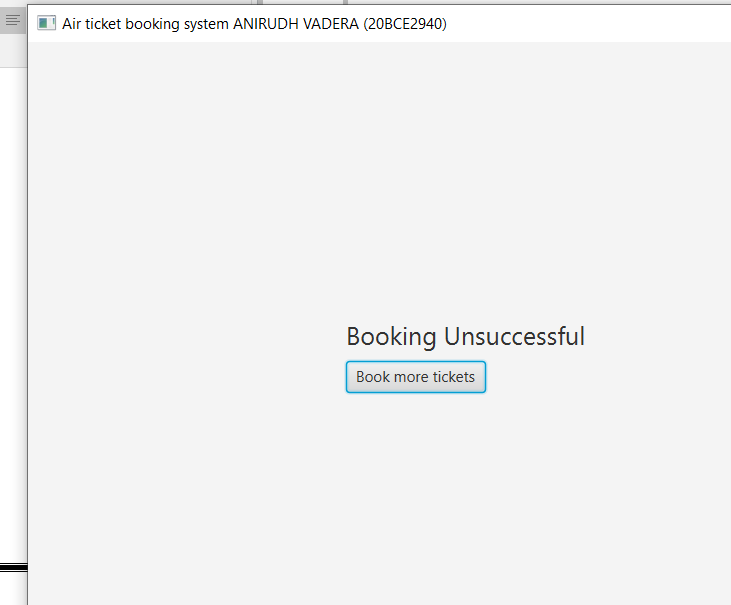 Air ticket booking system ANIRUDH VADERA (20BCE2940)
Booking Unsuccessful
Book more tickets